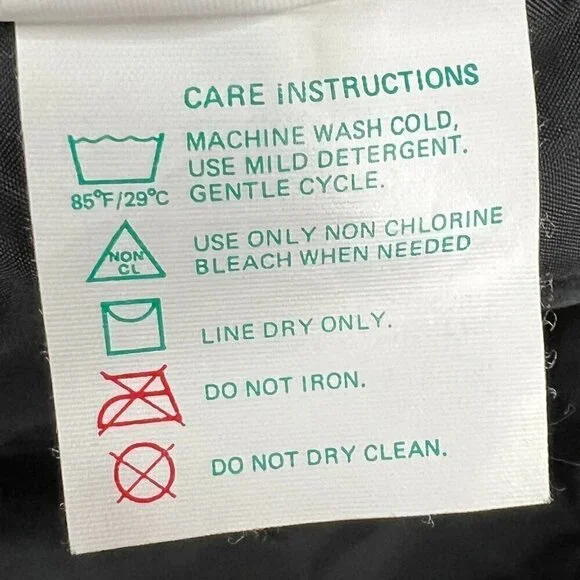 CARE iNSTRUCTIONS
MACHINE WASH COLD,
USE MILD DETERGENT.
85°F/29°C GENTLE CYCLE.
NON
CL
USE ONLY NON CHLORINE
BLEACH WHEN NEEDED
LINE DRY ONLY.
DO NOT IRON.
DO NOT DRY CLEAN.